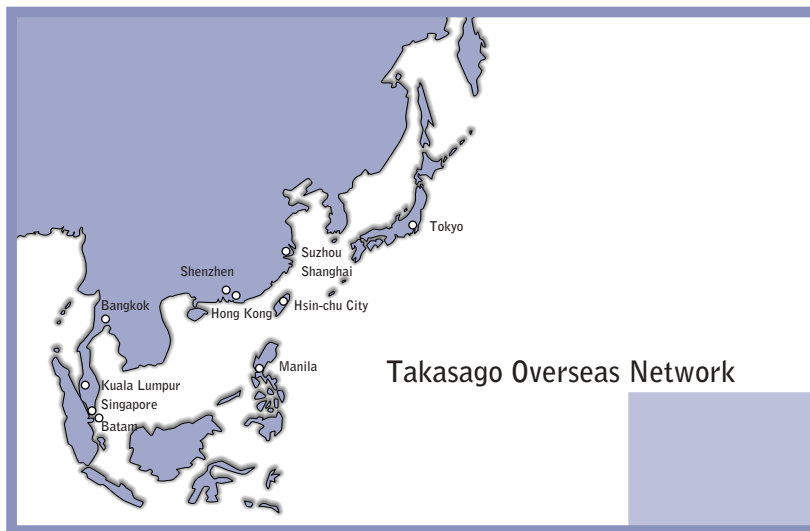 Tokyo
Suzhou
Shanghai
Shenzhen
Hong Kong
Hsin-chu City
Bangkok
Manila
Takasago Overseas Network
Kuala Lumpur
Singapore
Batam